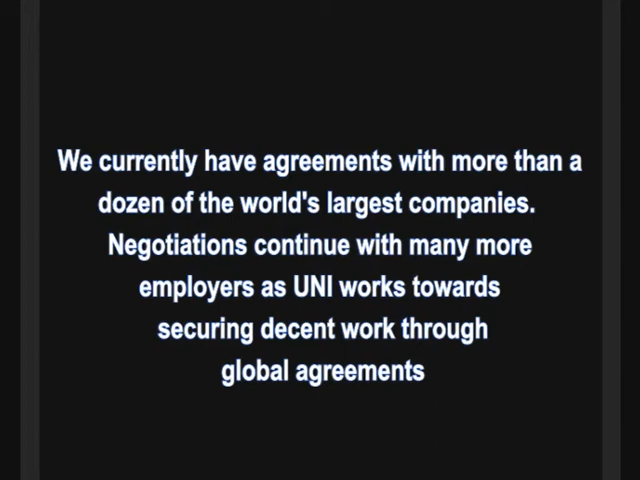 We currently have agreements with more than a
dozen of the world's largest companies.
Negotiations continue with many more
employers as UNI works towards
securing decent work through
global agreements